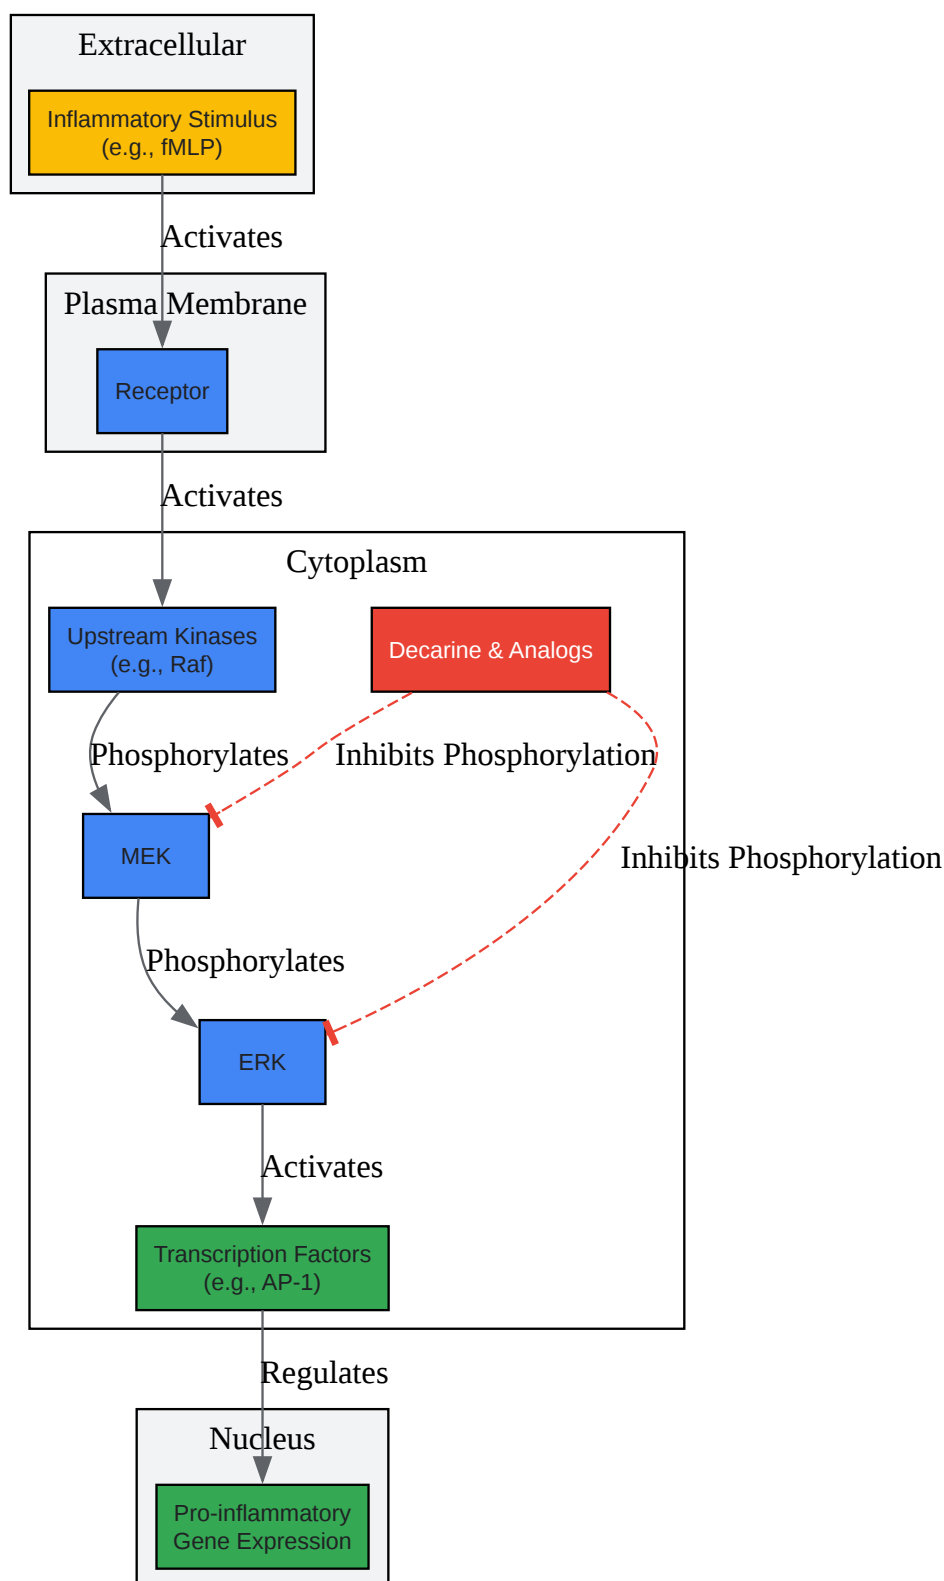 Extracellular
Inflammatory Stimulus
(e.g., fMLP)
Activates
Plasma Membrane
Receptor
Activates
Cytoplasm
Upstream Kinases
(e.g., Raf)
Decarine & Analogs
Phosphorylates
Inhibits Phosphorylation
MEK
Inhibits Phosphorylation
Phosphorylates
ERK
Activates
Transcription Factors
(e.g., AP-1)
Regulates
Nucleus
Pro-inflammatory
Gene Expression